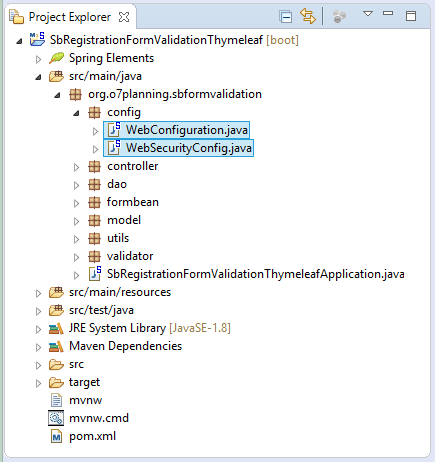 Project Explorer
SbRegistrationFormValidationThymeleaf [boot]
Spring Elements
src/main/java
org.o7planning.sbformvalidation
config
WebConfiguration.java
WebSecurityConfig.java
controller
dao
formbean
model
utils
validator
SbRegistrationFormValidationThymeleafApplication.java
src/main/resources
src/test/java
JRE System Library [JavaSE-1.8]
Maven Dependencies
src
target
mvnw
mvnw.cmd
pom.xml